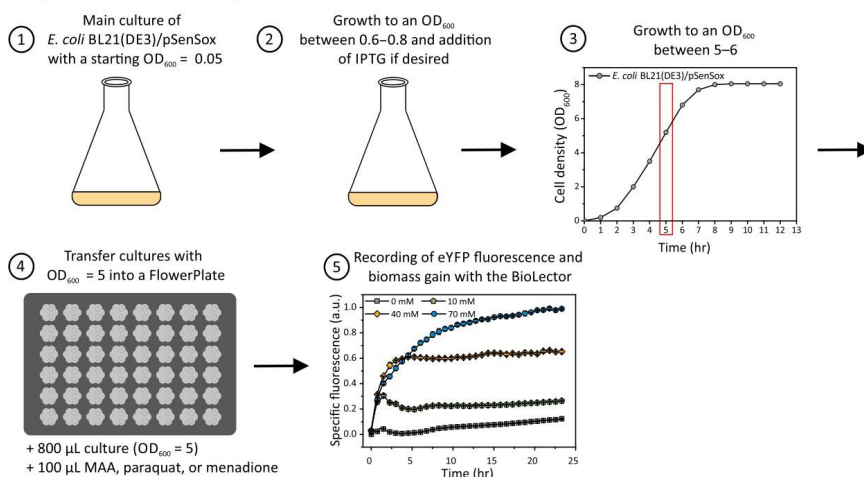 1
Main culture of
E. coli BL21(DE3)/pSenSox
with a starting OD600 = 0.05
2
Growth to an OD600
between 0.6–0.8 and addition
of IPTG if desired
3
Growth to an OD600
between 5–6
E. coli BL21(DE3)/pSenSox
Cell density (OD600)
8
6
4
2
0
0 1 2 3 4 5 6 7 8 9 10 11 12 13
Time (hr)
4
Transfer cultures with
OD600 = 5 into a FlowerPlate
+ 800 µL culture (OD600 = 5)
+ 100 µL MAA, paraquat, or menadione
5
Recording of eYFP fluorescence and
biomass gain with the BioLector
0 mM 10 mM
40 mM 70 mM
Specific fluorescence (a.u.)
1.0
0.8
0.6
0.4
0.2
0.0
0 5 10 15 20 25
Time (hr)